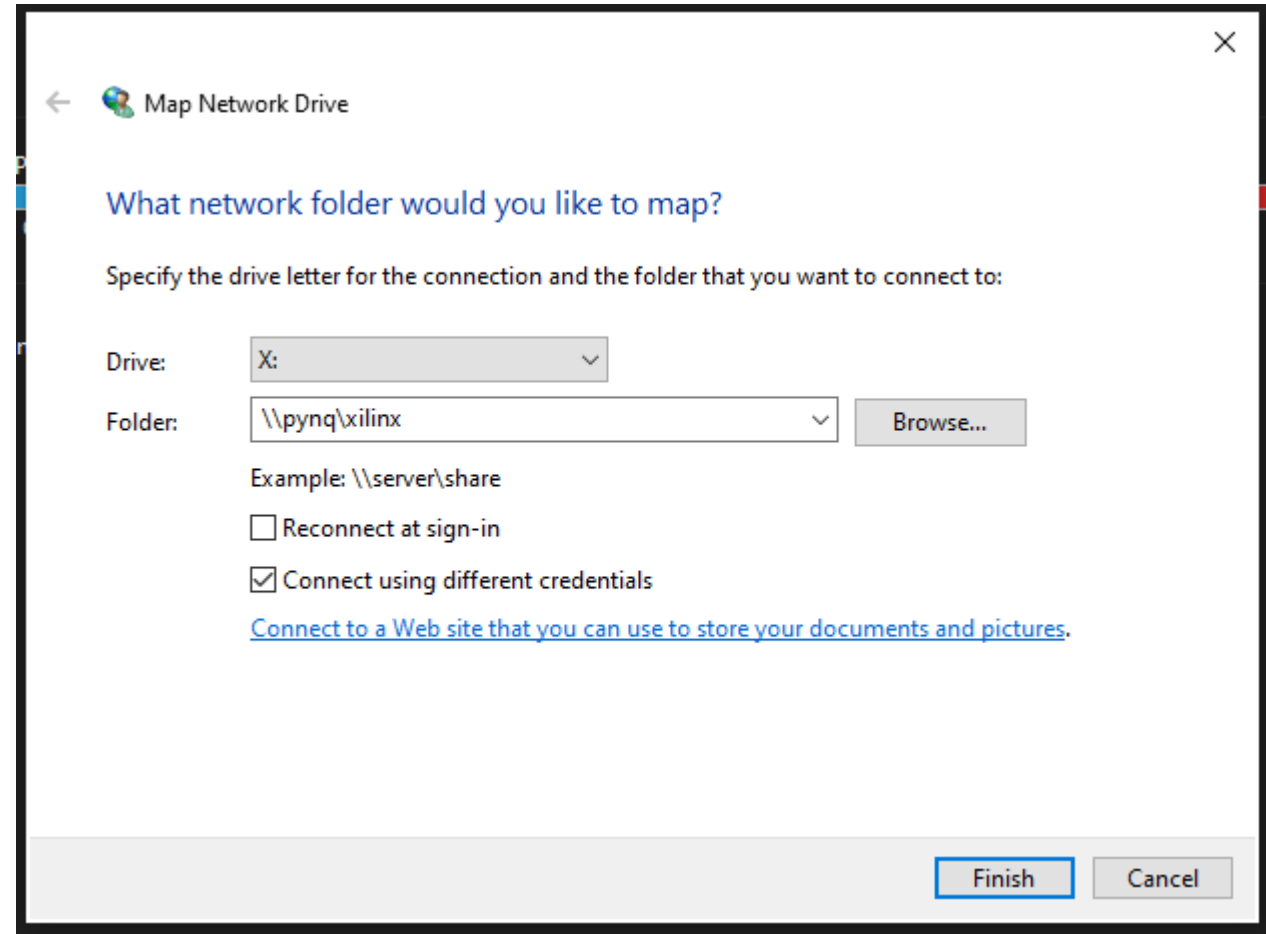 Map Network Drive
What network folder would you like to map?
Specify the drive letter for the connection and the folder that you want to connect to:
Drive: X:
Folder: \\pynq\xilinx Browse...
Example: \\server\share
Reconnect at sign-in
Connect using different credentials
Connect to a Web site that you can use to store your documents and pictures.
Finish Cancel